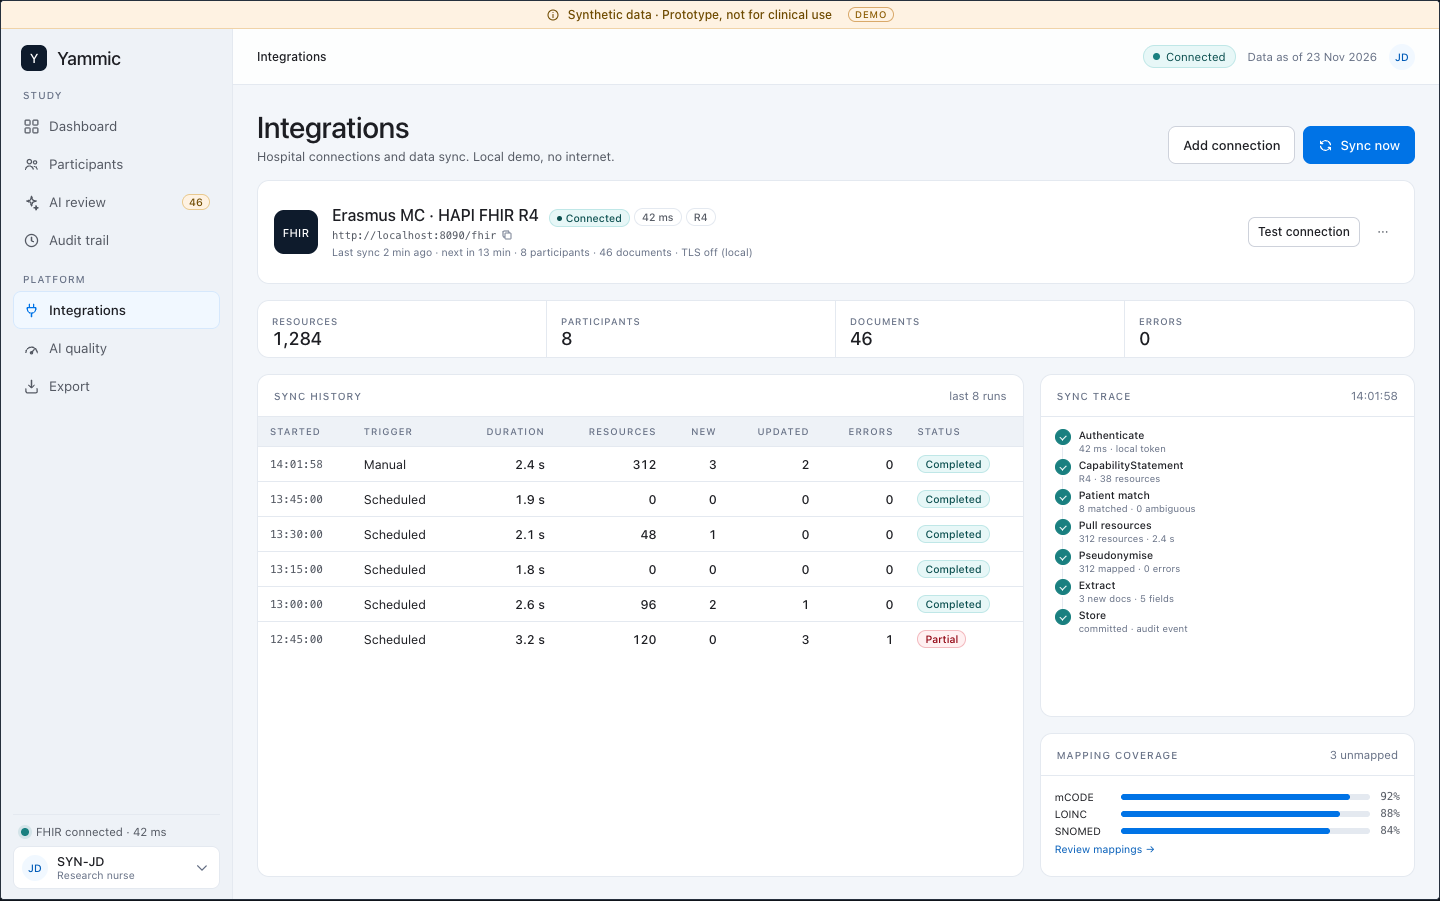 Synthetic data · Prototype, not for clinical use DEMO
Y Yammic
STUDY
Dashboard
Participants
AI review 46
Audit trail
PLATFORM
Integrations
AI quality
Export
FHIR connected · 42 ms
JD SYN-JD
Research nurse
Integrations
Connected Data as of 23 Nov 2026 JD
Integrations
Hospital connections and data sync. Local demo, no internet.
Add connection Sync now
FHIR
Erasmus MC · HAPI FHIR R4 Connected 42 ms R4
http://localhost:8090/fhir
Last sync 2 min ago · next in 13 min · 8 participants · 46 documents · TLS off (local)
Test connection ...
RESOURCES
1,284
PARTICIPANTS
8
DOCUMENTS
46
ERRORS
0
SYNC HISTORY last 8 runs
STARTED TRIGGER DURATION RESOURCES NEW UPDATED ERRORS STATUS
14:01:58 Manual 2.4 s 312 3 2 0 Completed
13:45:00 Scheduled 1.9 s 0 0 0 0 Completed
13:30:00 Scheduled 2.1 s 48 1 0 0 Completed
13:15:00 Scheduled 1.8 s 0 0 0 0 Completed
13:00:00 Scheduled 2.6 s 96 2 1 0 Completed
12:45:00 Scheduled 3.2 s 120 0 3 1 Partial
SYNC TRACE 14:01:58
Authenticate
42 ms · local token
CapabilityStatement
R4 · 38 resources
Patient match
8 matched · 0 ambiguous
Pull resources
312 resources · 2.4 s
Pseudonymise
312 mapped · 0 errors
Extract
3 new docs · 5 fields
Store
committed · audit event
MAPPING COVERAGE 3 unmapped
mCODE 92%
LOINC 88%
SNOMED 84%
Review mappings →